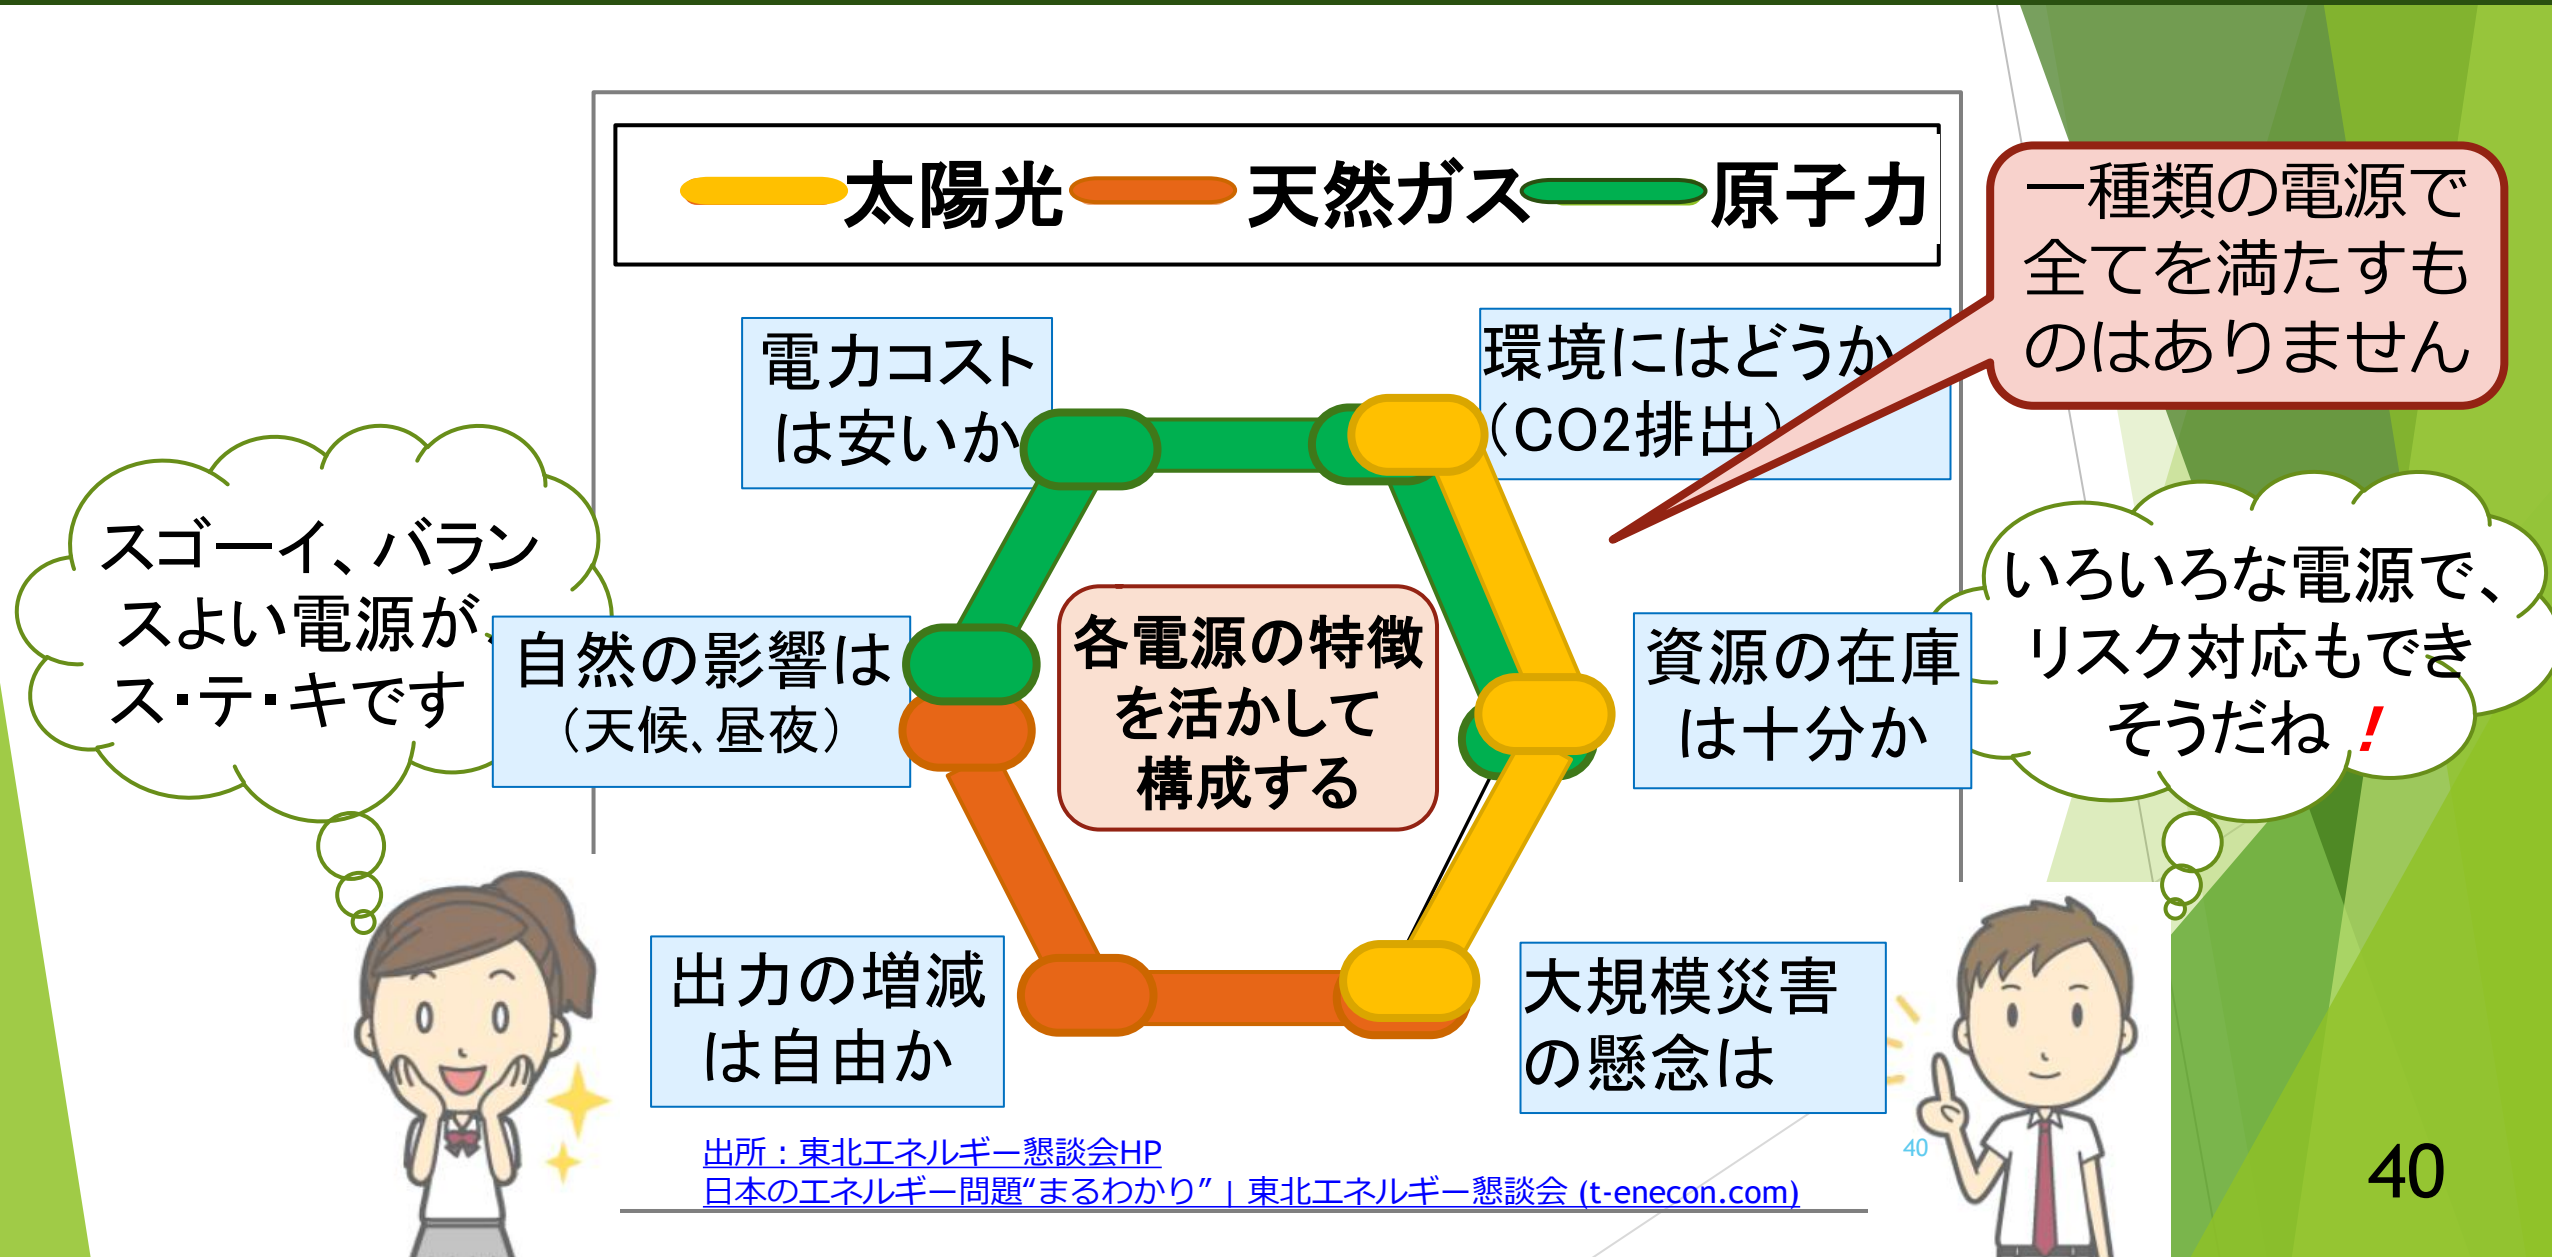 太陽光 天然ガス 原子力
一種類の電源で
全てを満たすも
のはありません
電力コスト
は安いか
環境にはどうか
（CO2排出）
スゴーイ、バラン
スよい電源が、
ス・テ・キです
いろいろな電源で、
リスク対応もでき
そうだね！
自然の影響は
（天候、昼夜）
各電源の特徴
を活かして
構成する
資源の在庫
は十分か
出力の増減
は自由か
大規模災害
の懸念は
出所：東北エネルギー懇談会HP
日本のエネルギー問題“まるわかり” | 東北エネルギー懇談会 (t-enecon.com)
40
40